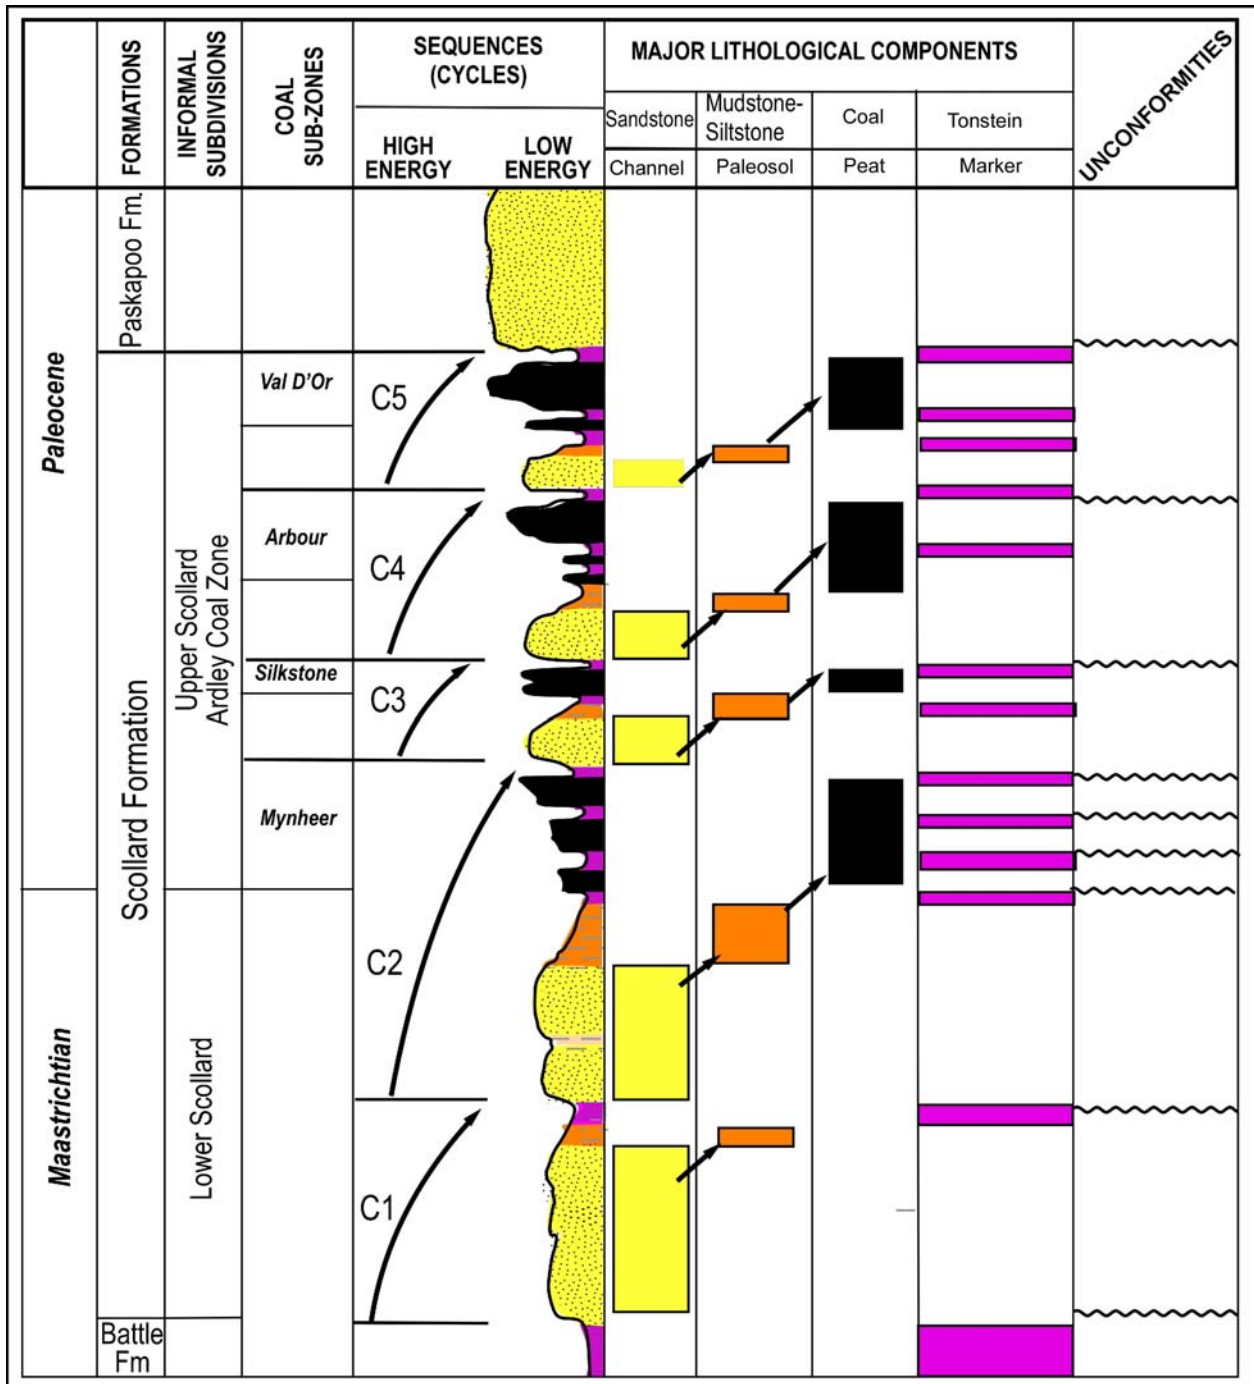 FORMATIONS
INFORMAL
SUBDIVISIONS
COAL
SUB-ZONES
SEQUENCES
(CYCLES)
HIGH
ENERGY
LOW
ENERGY
MAJOR LITHOLOGICAL COMPONENTS
Sandstone
Mudstone-
Siltstone
Coal
Tonstein
Channel
Paleosol
Peat
Marker
UNCONFORMITIES
Paskapoo Fm.
Paleocene
Val D'Or
C5
Arbour
C4
Upper Scollard
Ardley Coal Zone
Silkstone
C3
Scollard Formation
Mynheer
C2
Maastrichtian
Lower Scollard
C1
Battle
Fm